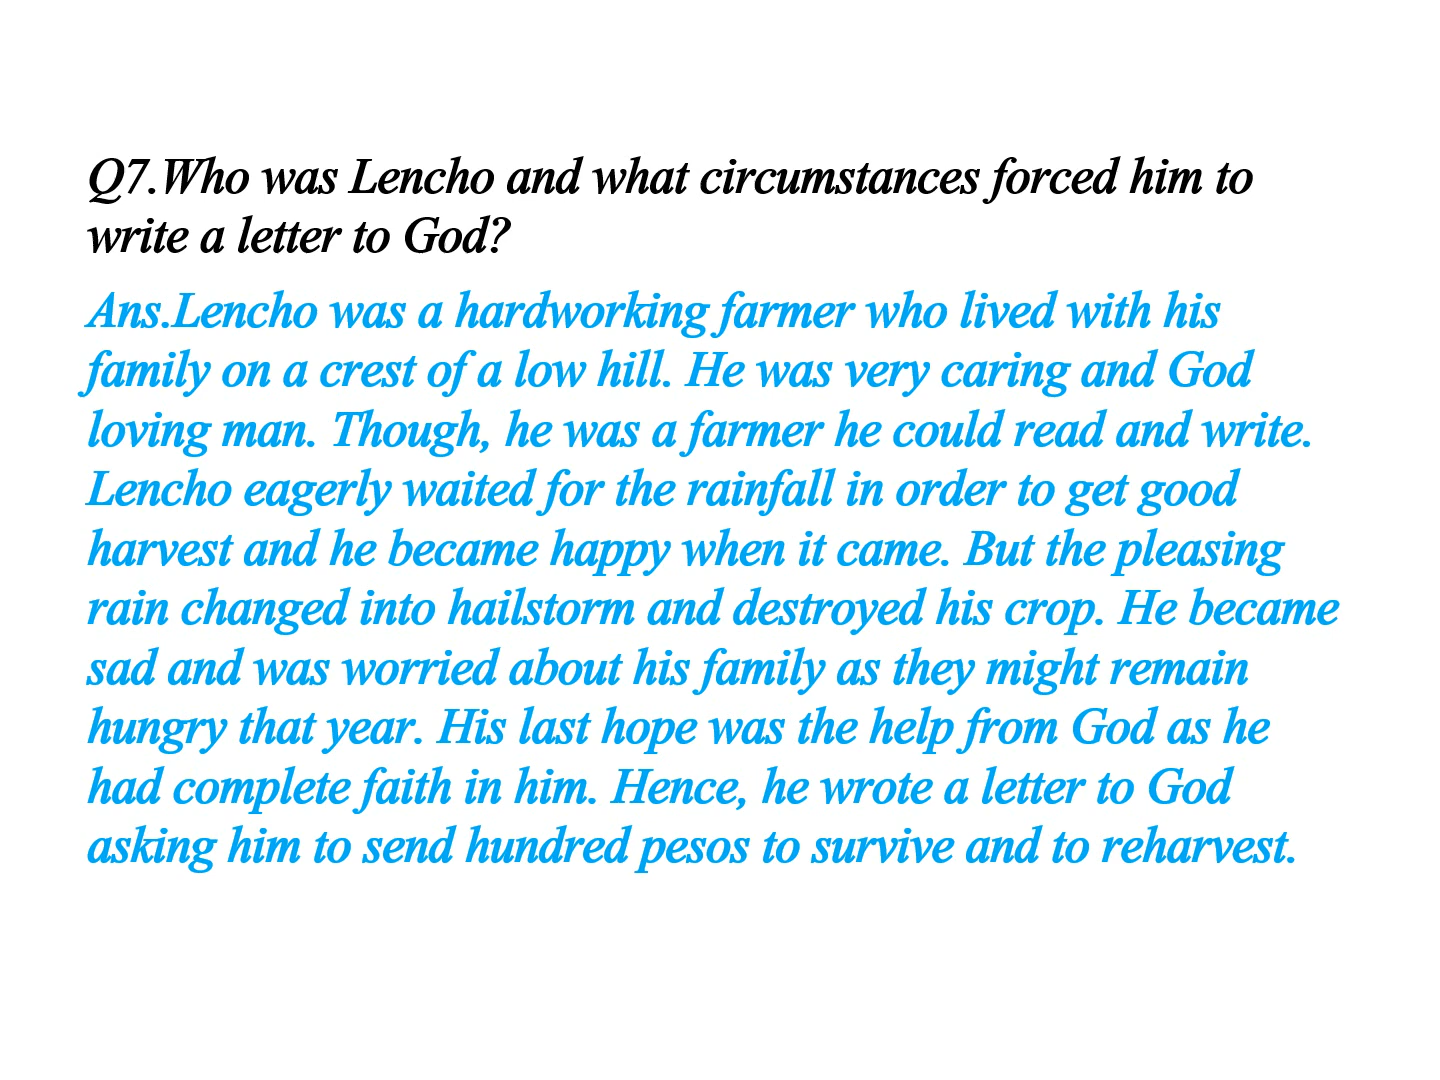 Q7.Who was Lencho and what circumstances forced him to
write a letter to God?
Ans.Lencho was a hardworking farmer who lived with his
family on a crest of a low hill. He was very caring and God
loving man. Though, he was a farmer he could read and write.
Lencho eagerly waited for the rainfall in order to get good
harvest and he became happy when it came. But the pleasing
rain changed into hailstorm and destroyed his crop. He became
sad and was worried about his family as they might remain
hungry that year. His last hope was the help from God as he
had complete faith in him. Hence, he wrote a letter to God
asking him to send hundred pesos to survive and to reharvest.